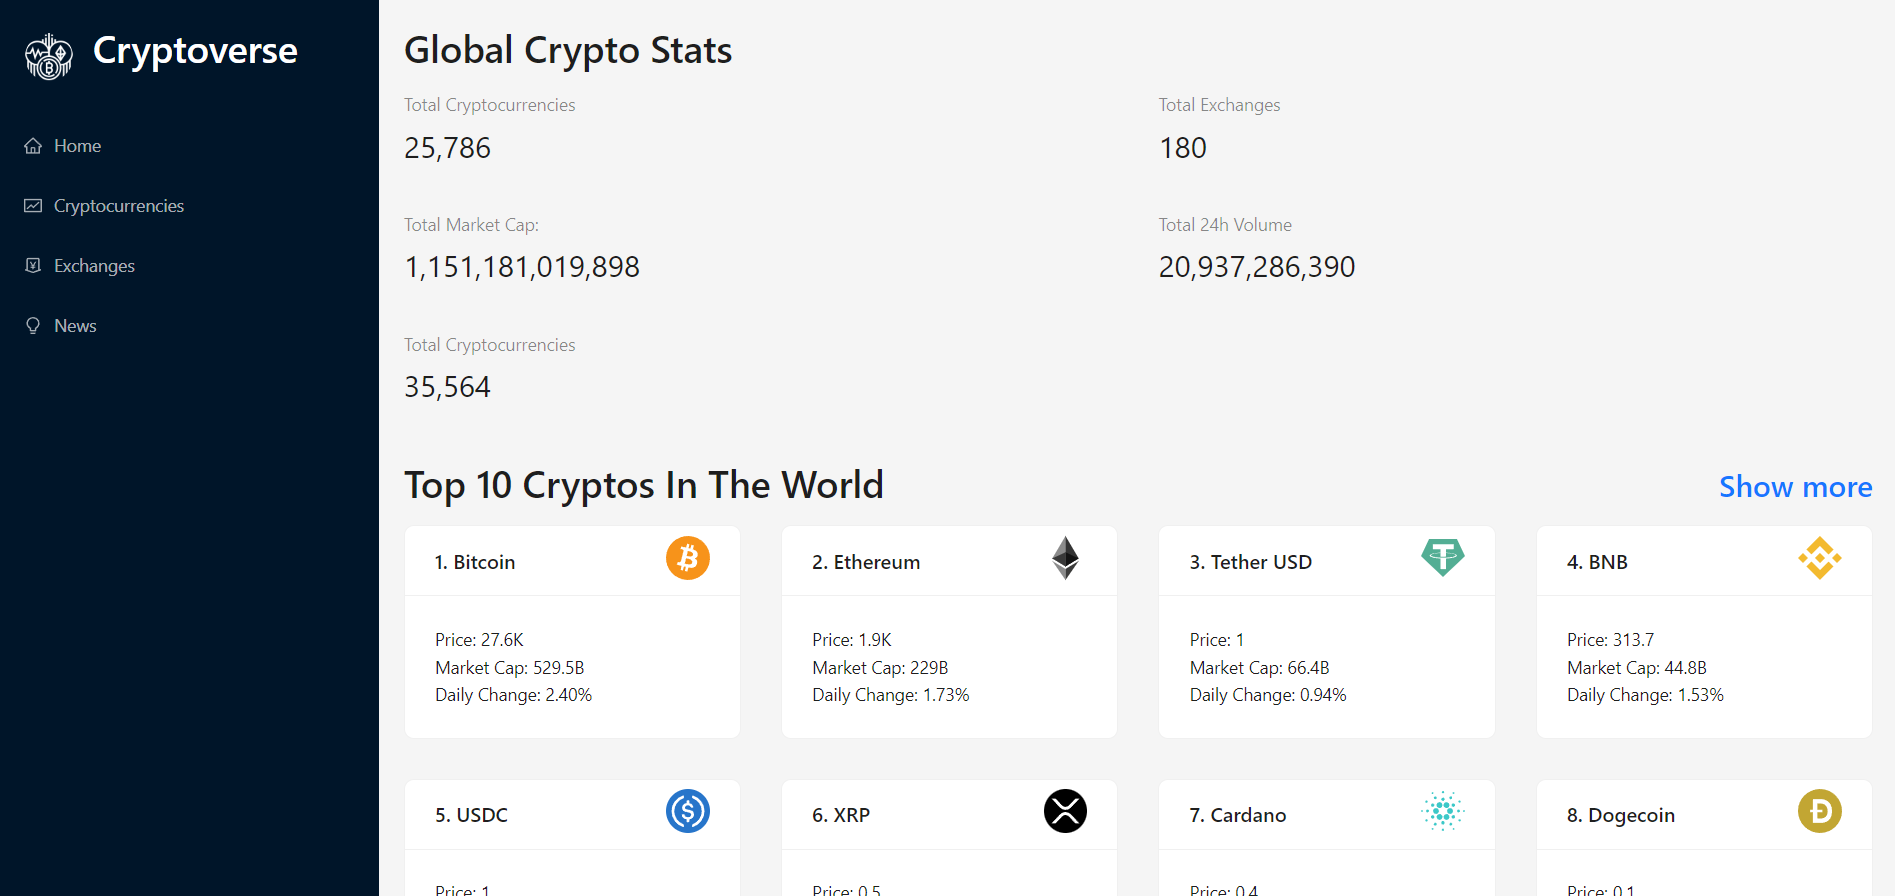 Cryptoverse
Home
Cryptocurrencies
Exchanges
News
Global Crypto Stats
Total Cryptocurrencies
25,786
Total Exchanges
180
Total Market Cap:
1,151,181,019,898
Total 24h Volume
20,937,286,390
Total Cryptocurrencies
35,564
Top 10 Cryptos In The World
Show more
1. Bitcoin
Price: 27.6K
Market Cap: 529.5B
Daily Change: 2.40%
2. Ethereum
Price: 1.9K
Market Cap: 229B
Daily Change: 1.73%
3. Tether USD
Price: 1
Market Cap: 66.4B
Daily Change: 0.94%
4. BNB
Price: 313.7
Market Cap: 44.8B
Daily Change: 1.53%
5. USDC
Price: 1
6. XRP
Price: 0.5
7. Cardano
Price: 0.4
8. Dogecoin
Price: 0.1